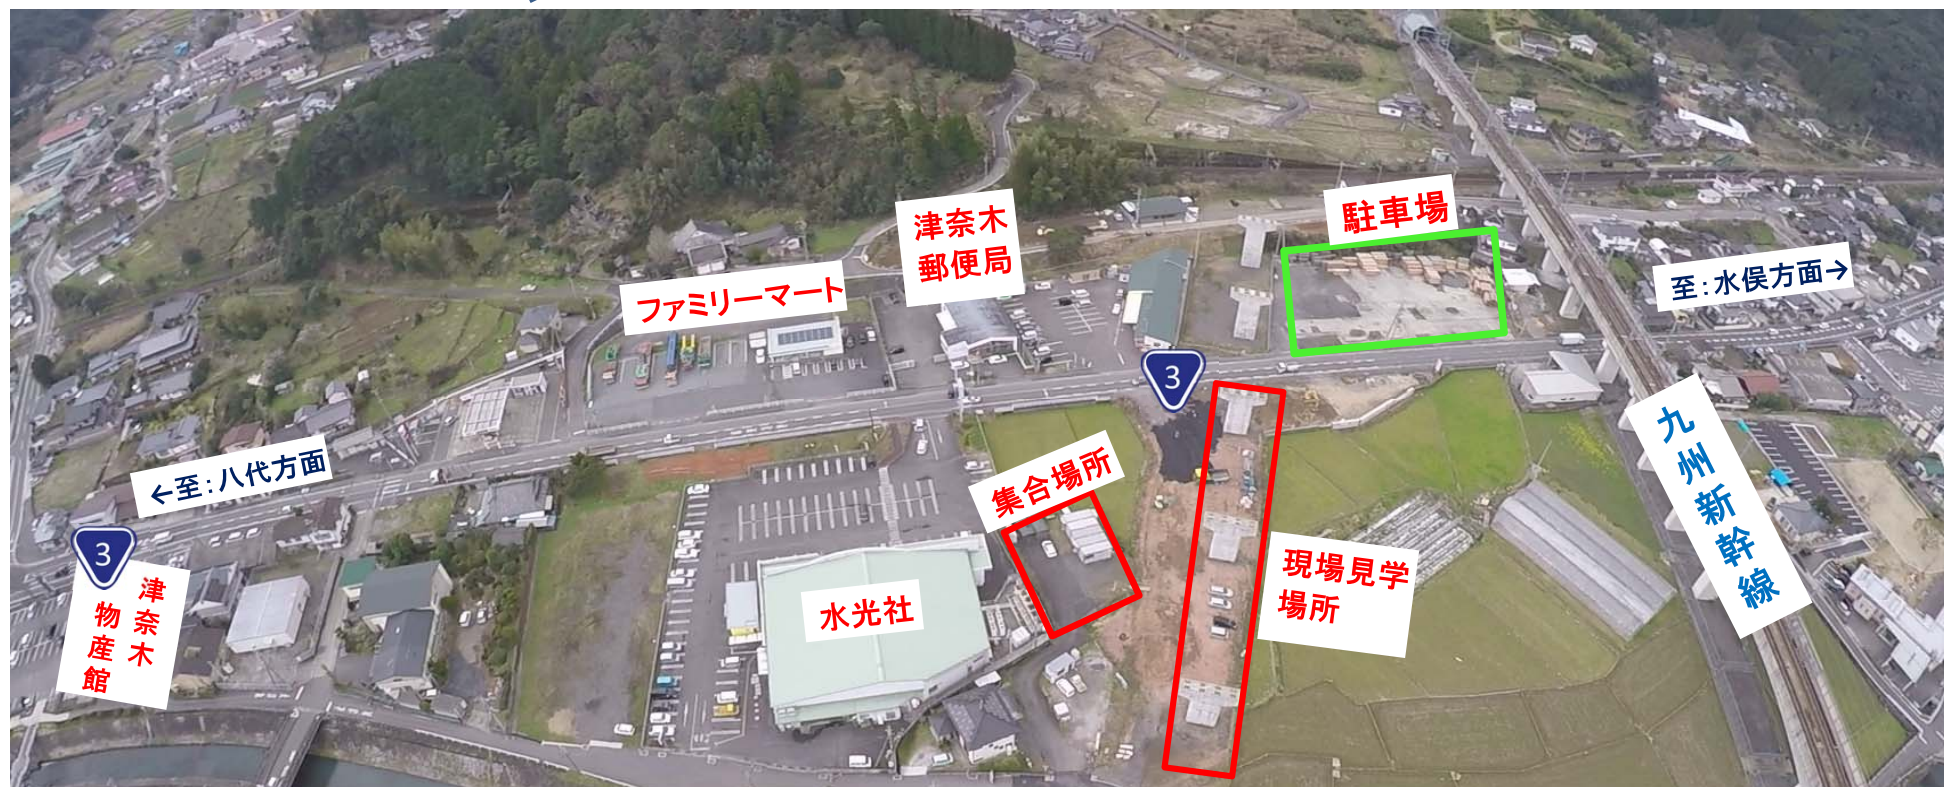 駐車場
津奈木
郵便局
ファミリーマート
至：水俣方面→
3
←至：八代方面
集合場所
九州新幹線
3
津奈木
物産館
水光社
現場見学
場所